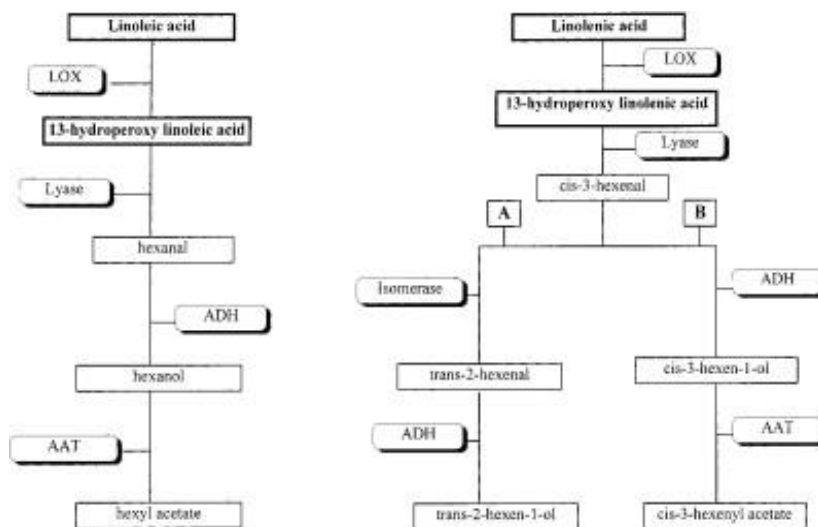 Linoleic acid
LOX
13-hydroperoxy linoleic acid
Lyase
hexanal
ADH
hexanol
AAT
hexyl acetate
Linolenic acid
LOX
13-hydroperoxy linolenic acid
Lyase
cis-3-hexenal
A
B
Isomerase
ADH
trans-2-hexenal
cis-3-hexen-1-ol
ADH
AAT
trans-2-hexen-1-ol
cis-3-hexenyl acetate